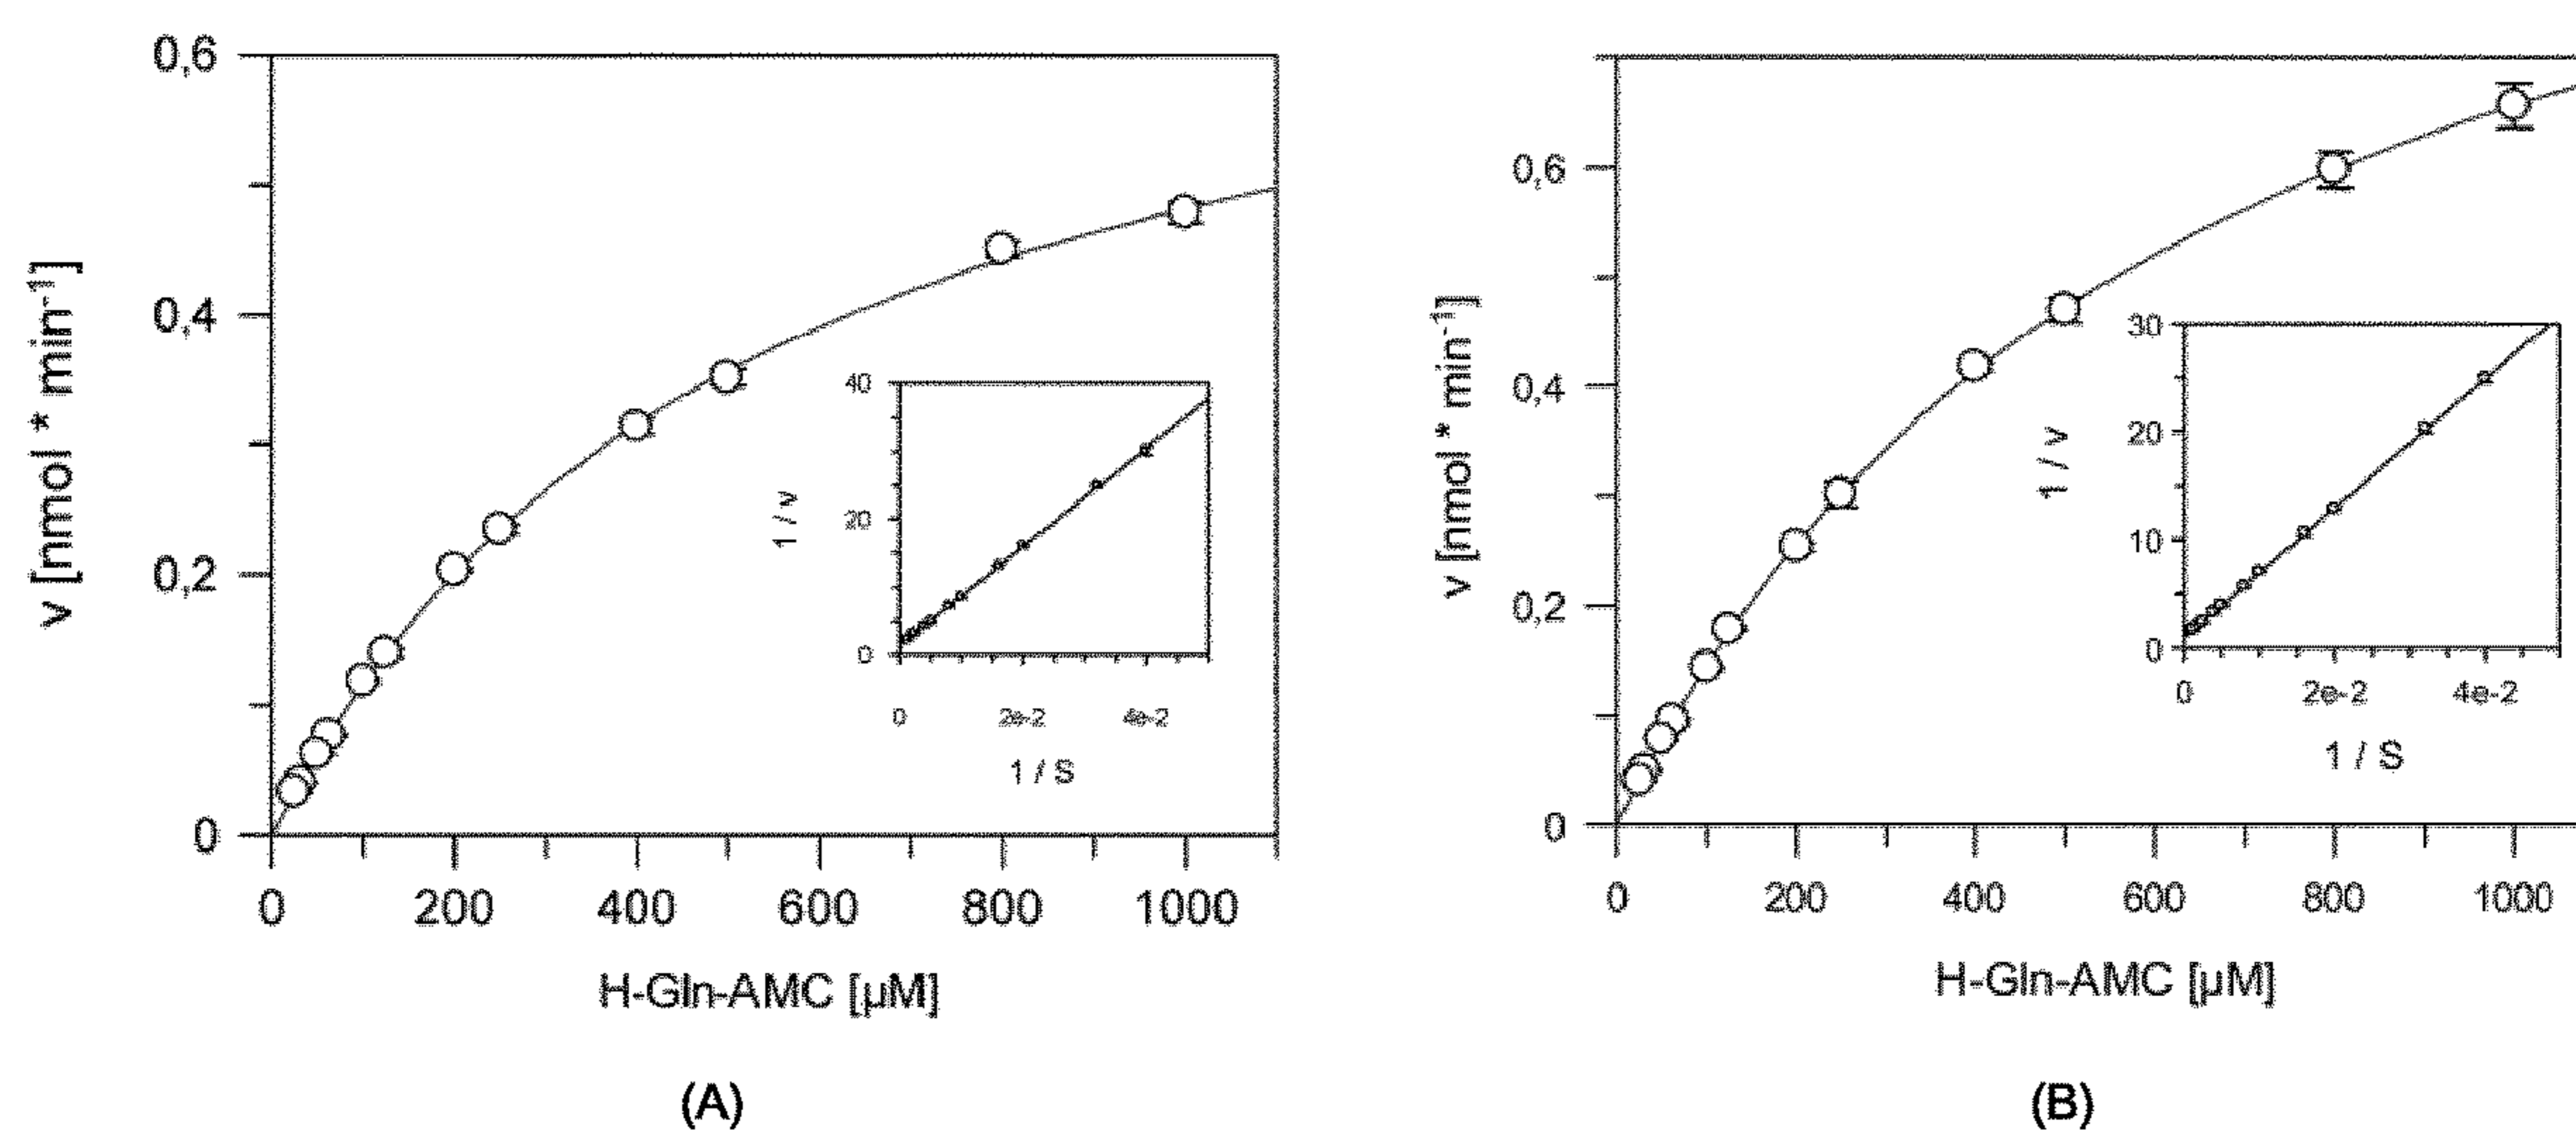 0,6
0,4
0,2
0
v [nmol * min⁻¹]
0 200 400 600 800 1000
H-Gln-AMC [µM]
40
20
0
1 / v
0 2e-2 4e-2
1 / S
(A)
0,6
0,4
0,2
0
v [nmol * min⁻¹]
0 200 400 600 800 1000
H-Gln-AMC [µM]
30
20
10
0
1 / v
0 2e-2 4e-2
1 / S
(B)